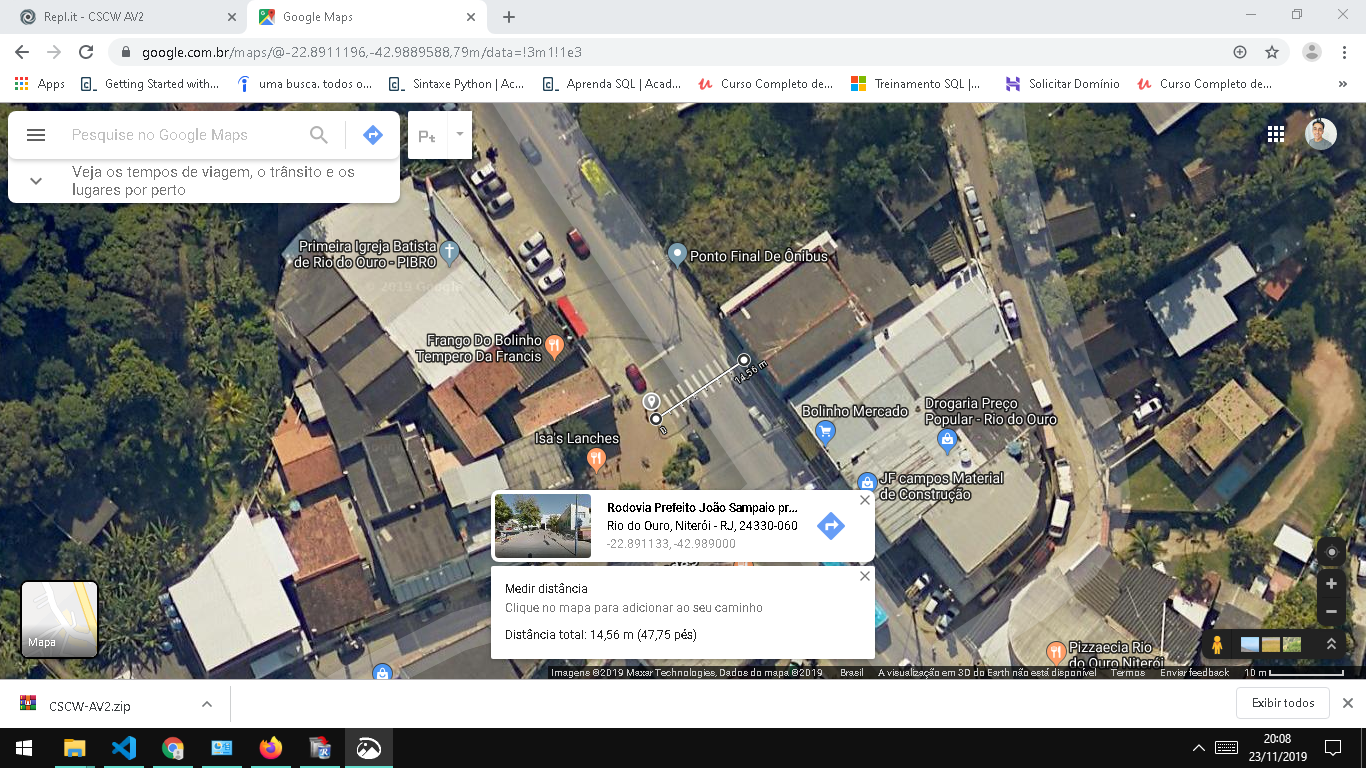 Repl.it - CSCW AV2
Google Maps
google.com.br/maps/@-22.8911196,-42.9889588,79m/data=!3m1!1e3
Apps
Getting Started with...
uma busca. todos o...
Sintaxe Python | Ac...
Aprenda SQL | Acad...
Curso Completo de...
Treinamento SQL |...
Solicitar Domínio
Curso Completo de...
»
Pesquise no Google Maps
Pt
Veja os tempos de viagem, o trânsito e os
lugares por perto
Primeira Igreja Batista
de Rio do Ouro - PIBRO
Ponto Final De Ônibus
© 2019 Google
Frango Do Bolinho
Tempero Da Francis
14,56 m
Bolinho Mercado
Drogaria Preço
Popular - Rio do Ouro
Isa's Lanches
JF campos Material
de Construção
Rodovia Prefeito João Sampaio pr...
Rio do Ouro, Niterói - RJ, 24330-060
-22.891133, -42.989000
Medir distância
Clique no mapa para adicionar ao seu caminho
Distância total: 14,56 m (47,75 pés)
Mapa
Pizzaecia Rio
do Ouro Niterói
Imagens ©2019 Maxar Technologies, Dados do mapa ©2019
Brasil
A visualização em 3D do Earth não está disponível
Termos
Enviar feedback
10 m
CSCW-AV2.zip
Exibir todos
20:08
23/11/2019